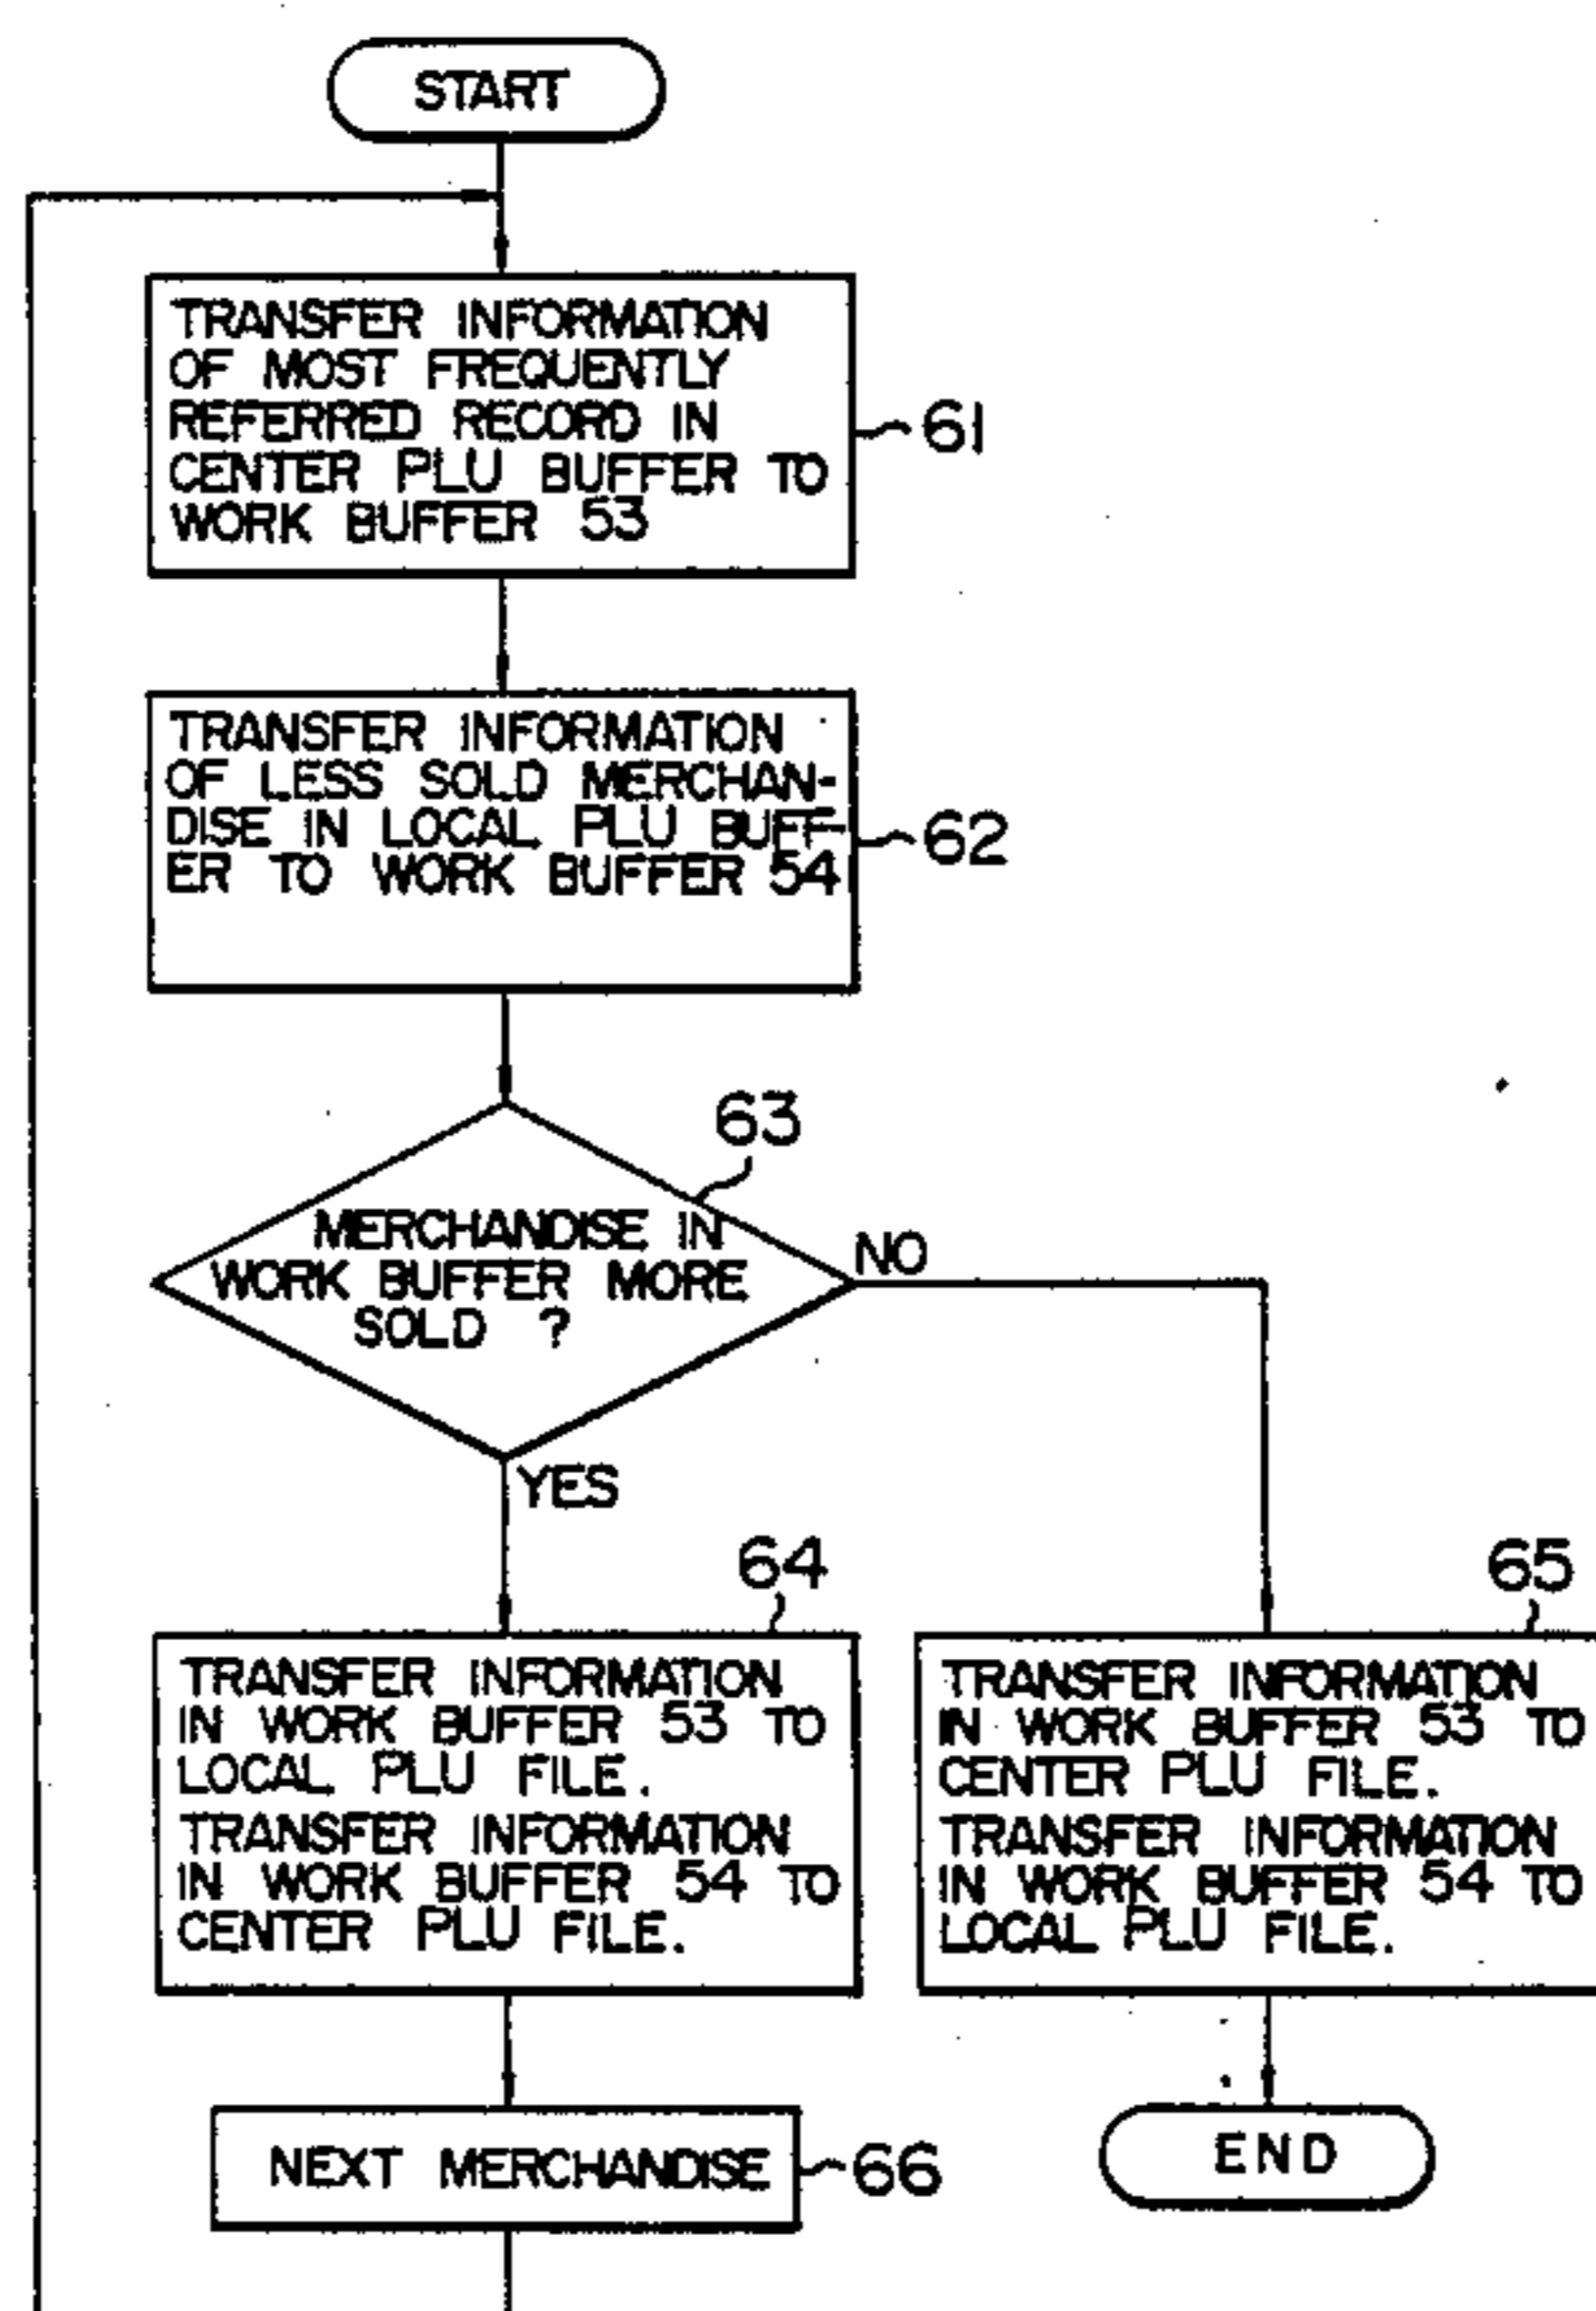 START
TRANSFER INFORMATION
OF MOST FREQUENTLY
REFERRED RECORD IN
CENTER PLU BUFFER TO
WORK BUFFER 53
61
TRANSFER INFORMATION
OF LESS SOLD MERCHAN-
DISE IN LOCAL PLU BUFF-
ER TO WORK BUFFER 54
62
63
MERCHANDISE IN
WORK BUFFER MORE
SOLD ?
NO
YES
64
TRANSFER INFORMATION
IN WORK BUFFER 53 TO
LOCAL PLU FILE.
TRANSFER INFORMATION
IN WORK BUFFER 54 TO
CENTER PLU FILE.
65
TRANSFER INFORMATION
IN WORK BUFFER 53 TO
CENTER PLU FILE.
TRANSFER INFORMATION
IN WORK BUFFER 54 TO
LOCAL PLU FILE.
NEXT MERCHANDISE
66
END